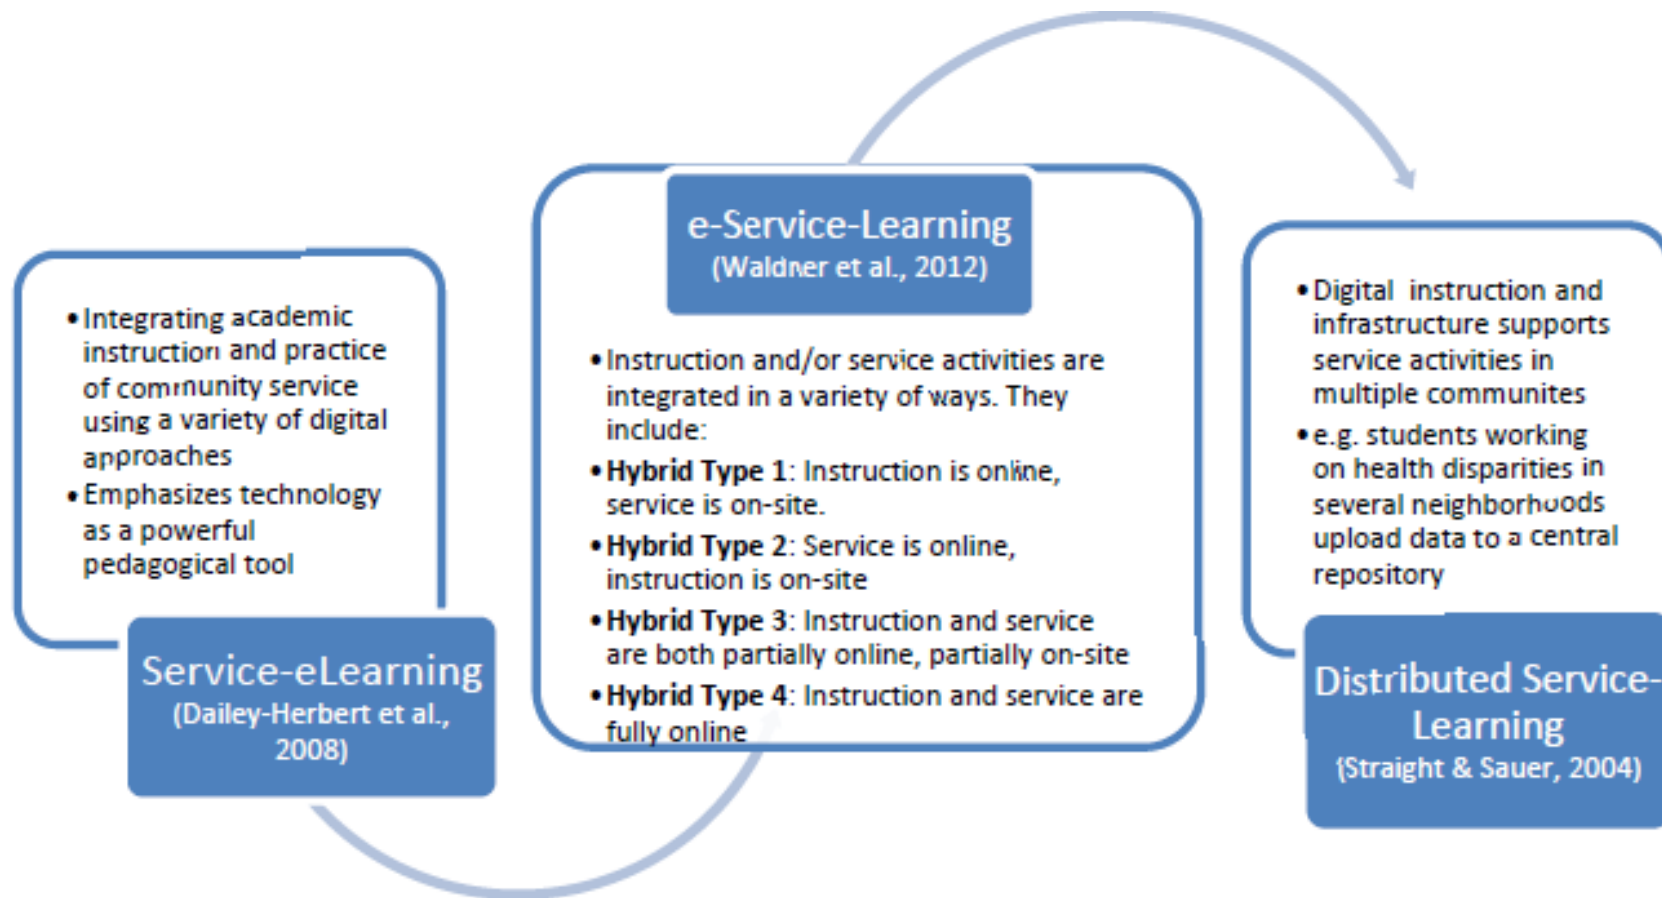 • Integrating academic
instruction and practice
of community service
using a variety of digital
approaches
• Emphasizes technology
as a powerful
pedagogical tool
Service-eLearning
(Dailey-Herbert et al.,
2008)
e-Service-Learning
(Waldner et al., 2012)
• Instruction and/or service activities are
integrated in a variety of ways. They
include:
• Hybrid Type 1: Instruction is online,
service is on-site.
• Hybrid Type 2: Service is online,
instruction is on-site
• Hybrid Type 3: Instruction and service
are both partially online, partially on-site
• Hybrid Type 4: Instruction and service are
fully online
• Digital instruction and
infrastructure supports
service activities in
multiple communites
• e.g. students working
on health disparities in
several neighborhoods
upload data to a central
repository
Distributed Service-
Learning
(Straight & Sauer, 2004)